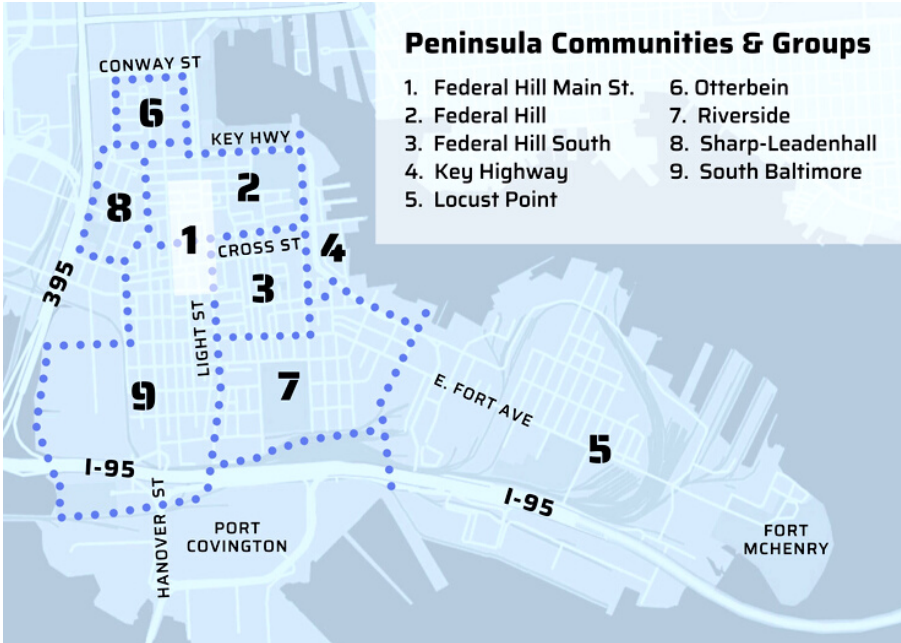 Peninsula Communities & Groups
1. Federal Hill Main St.
2. Federal Hill
3. Federal Hill South
4. Key Highway
5. Locust Point
6. Otterbein
7. Riverside
8. Sharp-Leadenhall
9. South Baltimore
CONWAY ST
6
KEY HWY
2
8
1
CROSS ST
4
395
3
LIGHT ST
7
9
E. FORT AVE
5
I-95
I-95
HANOVER ST
PORT
COVINGTON
FORT
MCHENRY